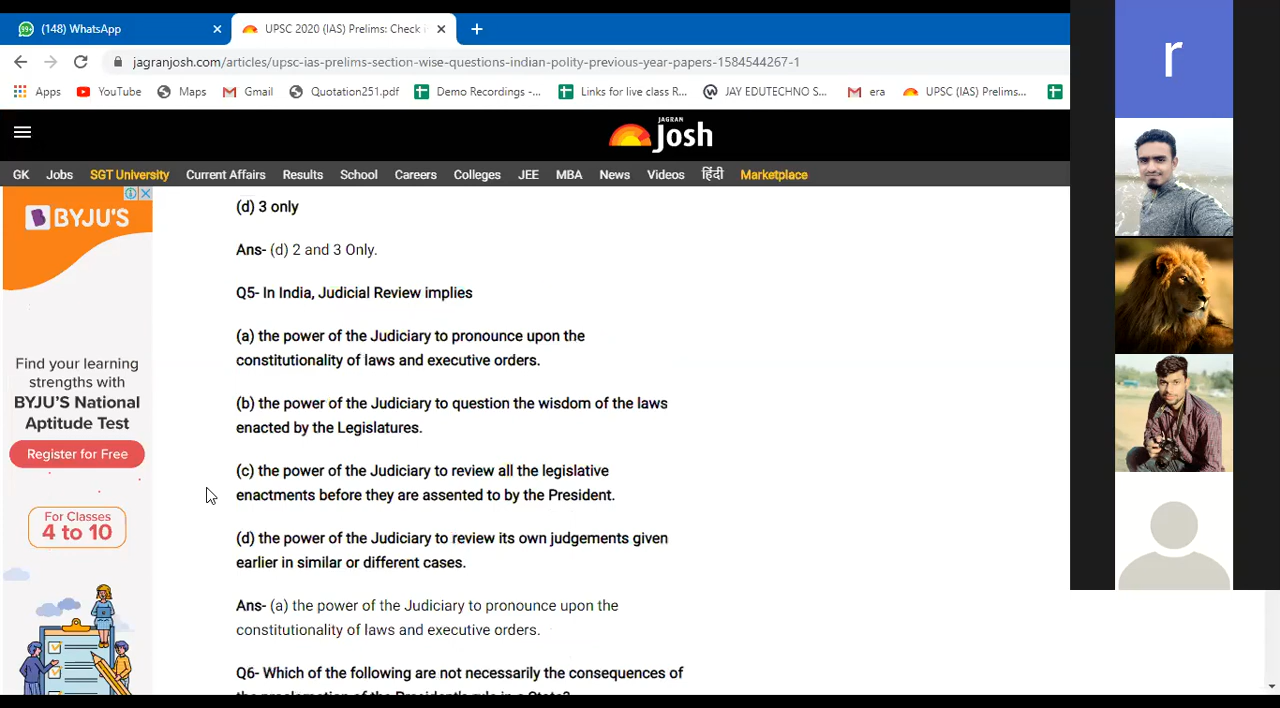 (148) WhatsApp
UPSC 2020 (IAS) Prelims: Check i
jagranjosh.com/articles/upsc-ias-prelims-section-wise-questions-indian-polity-previous-year-papers-1584544267-1
Apps YouTube Maps Gmail Quotation251.pdf Demo Recordings -... Links for live class R... JAY EDUTECHNO S... era UPSC (IAS) Prelims...
JAGRAN
Josh
GK Jobs SGT University Current Affairs Results School Careers Colleges JEE MBA News Videos हिंदी Marketplace
BYJU'S
Find your learning
strengths with
BYJU'S National
Aptitude Test
Register for Free
For Classes
4 to 10
(d) 3 only
Ans- (d) 2 and 3 Only.
Q5- In India, Judicial Review implies
(a) the power of the Judiciary to pronounce upon the
constitutionality of laws and executive orders.
(b) the power of the Judiciary to question the wisdom of the laws
enacted by the Legislatures.
(c) the power of the Judiciary to review all the legislative
enactments before they are assented to by the President.
(d) the power of the Judiciary to review its own judgements given
earlier in similar or different cases.
Ans- (a) the power of the Judiciary to pronounce upon the
constitutionality of laws and executive orders.
Q6- Which of the following are not necessarily the consequences of
the proclamation of the President's rule in a State?
r